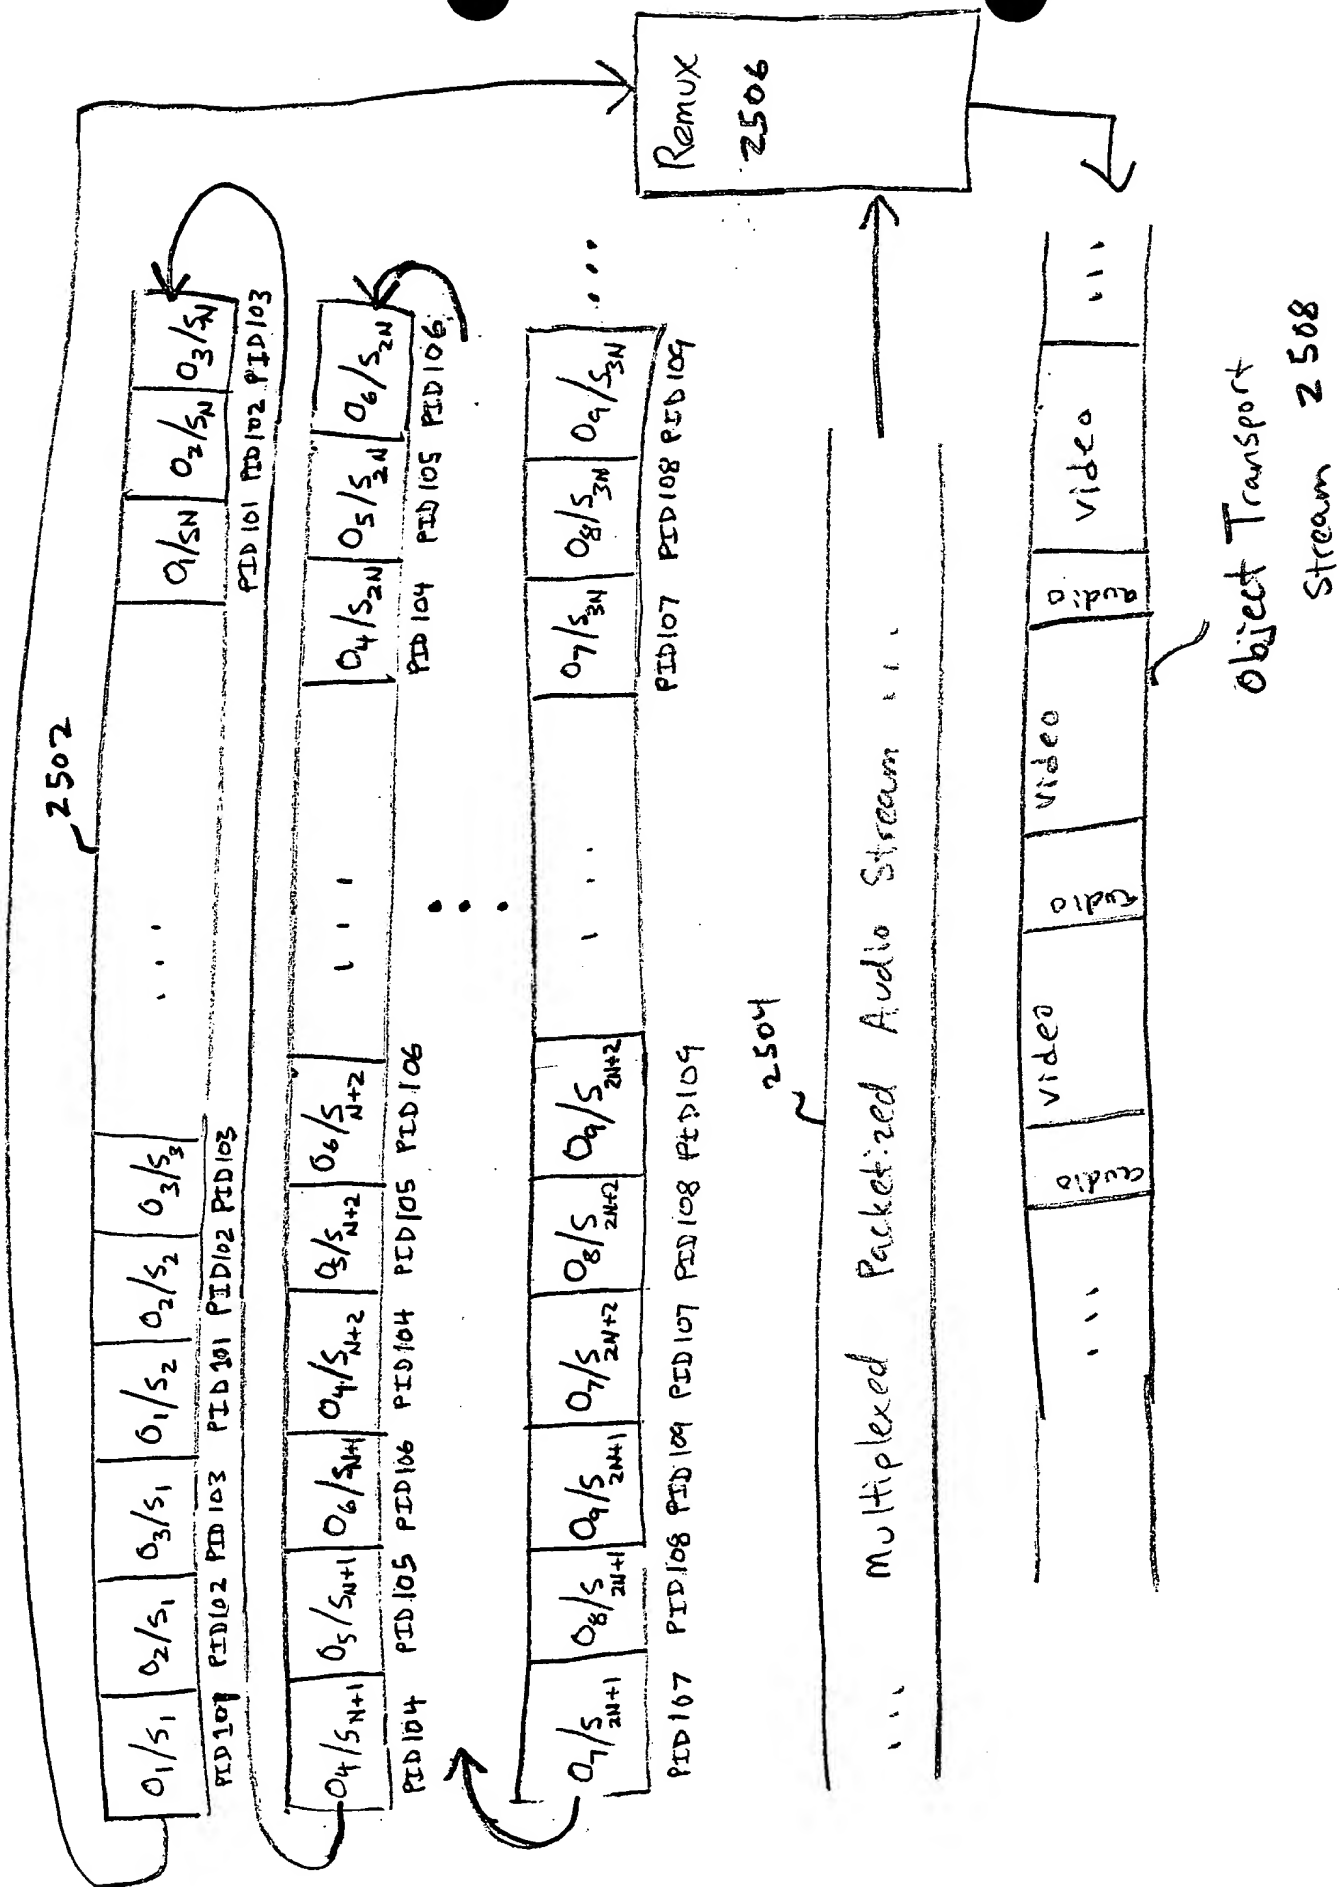 2502
O₁/S₁ O₂/S₁ O₃/S₁ O₁/S₂ O₂/S₂ O₃/S₃ ... O₁/SN O₂/SN O₃/SN
PID101 PID102 PID103 PID101 PID102 PID103 PID101 PID102 PID103
O₄/SN+1 O₅/SN+1 O₆/SN+1 O₄/SN+2 O₃/SN+2 O₆/SN+2 ... O₄/S2N O₅/S2N O₆/S2N
PID104 PID105 PID106 PID104 PID105 PID106 PID104 PID105 PID106
...
O₇/S2N+1 O₈/S2N+1 O₉/S2N+1 O₇/S2N+2 O₈/S2N+2 O₉/S2N+2 ... O₇/S3N O₈/S3N O₉/S3N ...
PID107 PID108 PID109 PID107 PID108 PID109 PID107 PID108 PID109
Remux
2506
2504
... Multiplexed Packetized Audio Stream ...
... audio video audio video audio video ...
Object Transport
Stream 2508